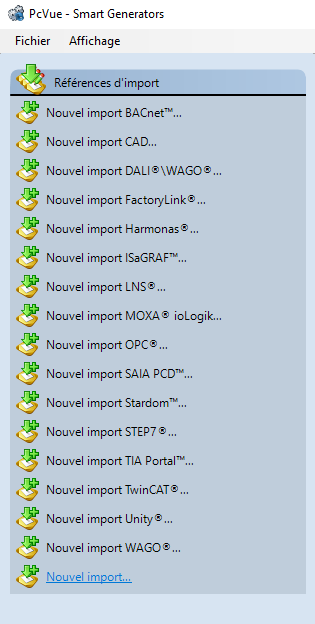 PcVue - Smart Generators
Fichier Affichage
Références d'import
Nouvel import BACnet™...
Nouvel import CAD...
Nouvel import DALI®\WAGO®...
Nouvel import FactoryLink®...
Nouvel import Harmonas®...
Nouvel import ISaGRAF™...
Nouvel import LNS®...
Nouvel import MOXA® ioLogik...
Nouvel import OPC®...
Nouvel import SAIA PCD™...
Nouvel import Stardom™...
Nouvel import STEP7®...
Nouvel import TIA Portal™...
Nouvel import TwinCAT®...
Nouvel import Unity®...
Nouvel import WAGO®...
Nouvel import...